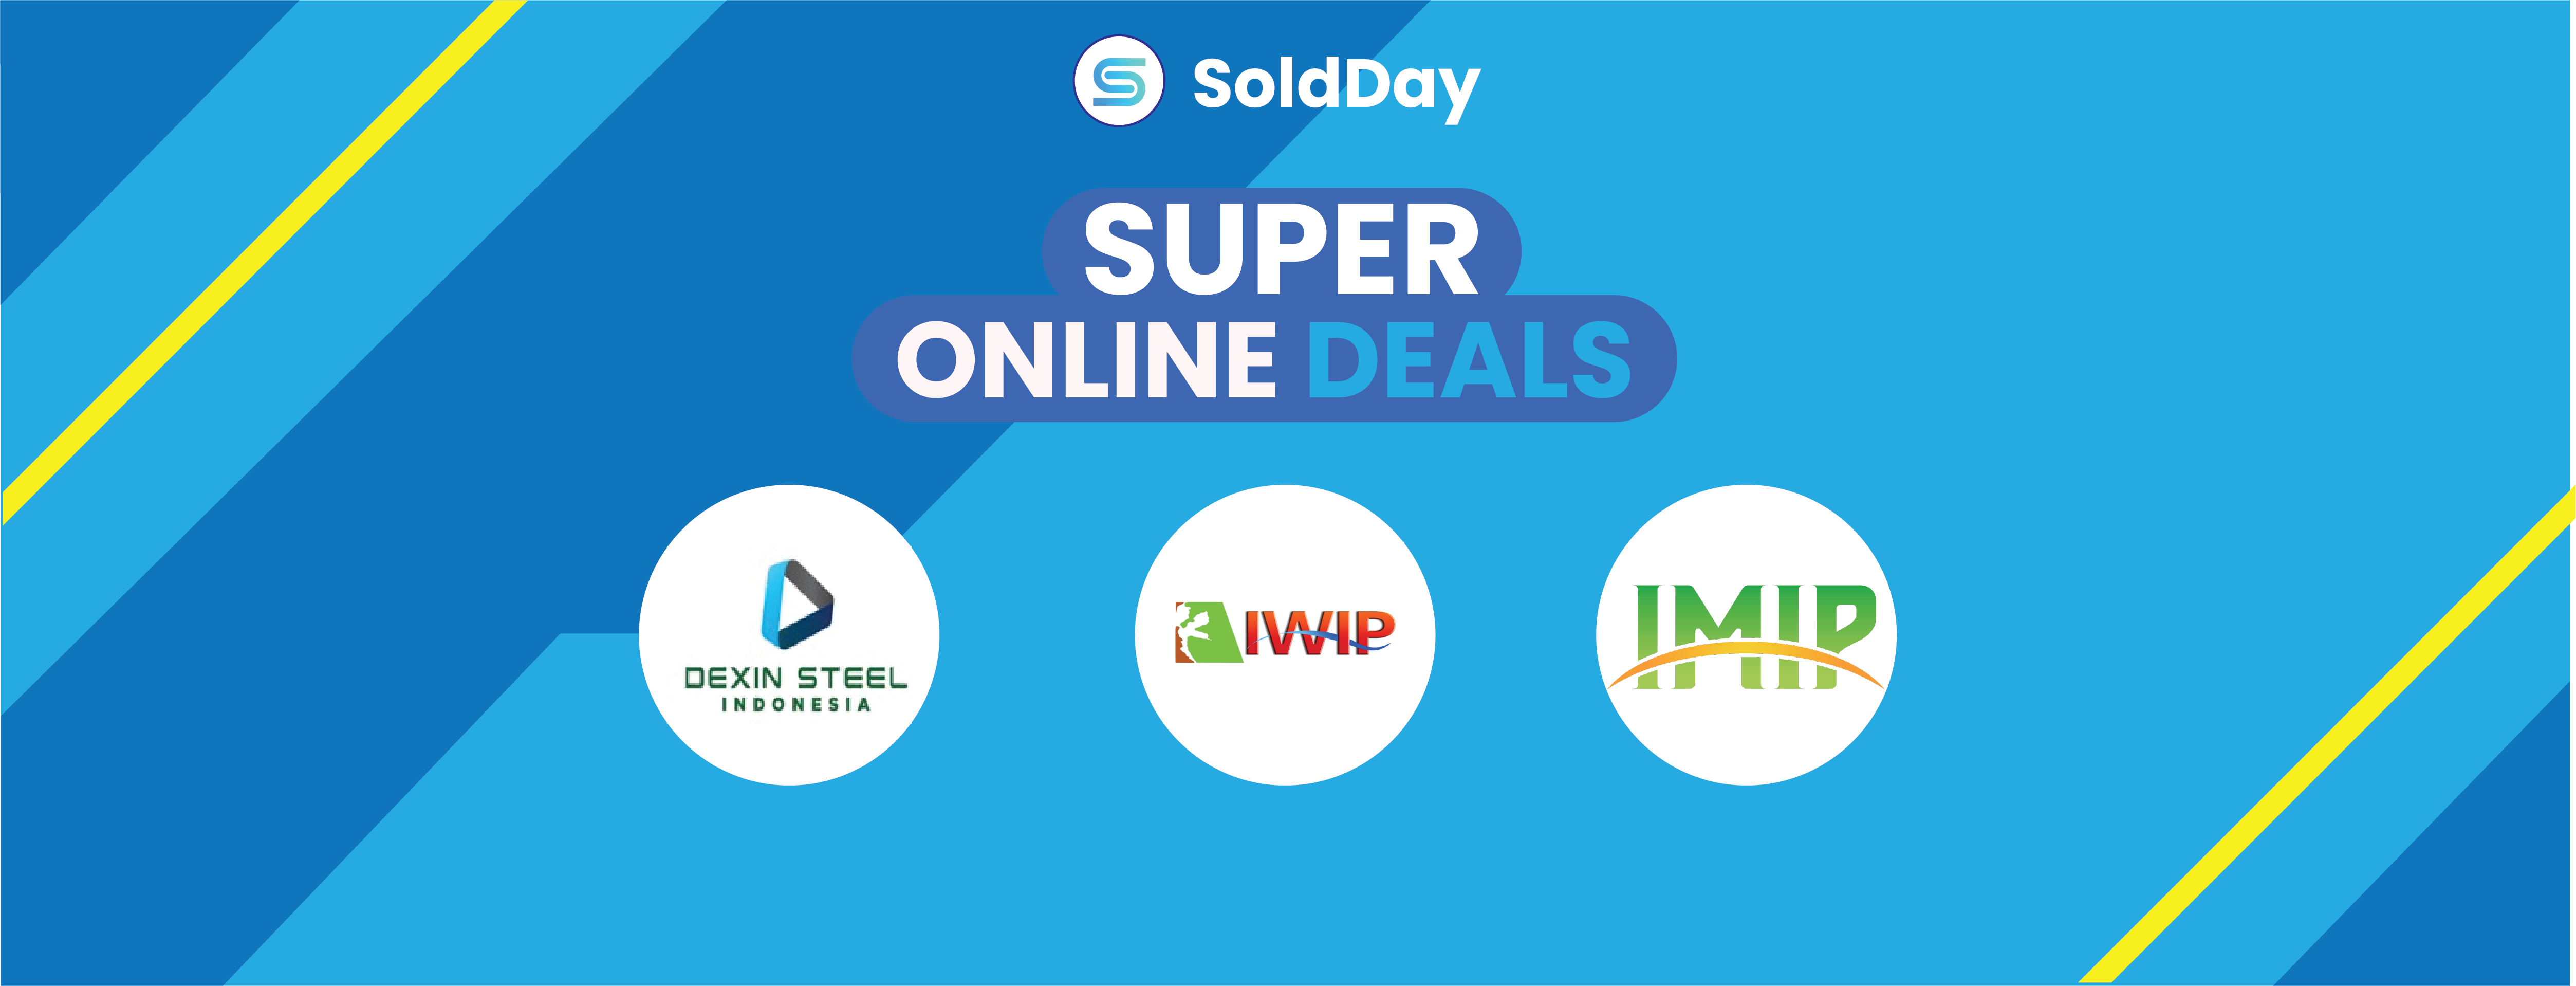 SoldDay
SUPER
ONLINE DEALS
DEXIN STEEL
INDONESIA
IWIP
IMIP